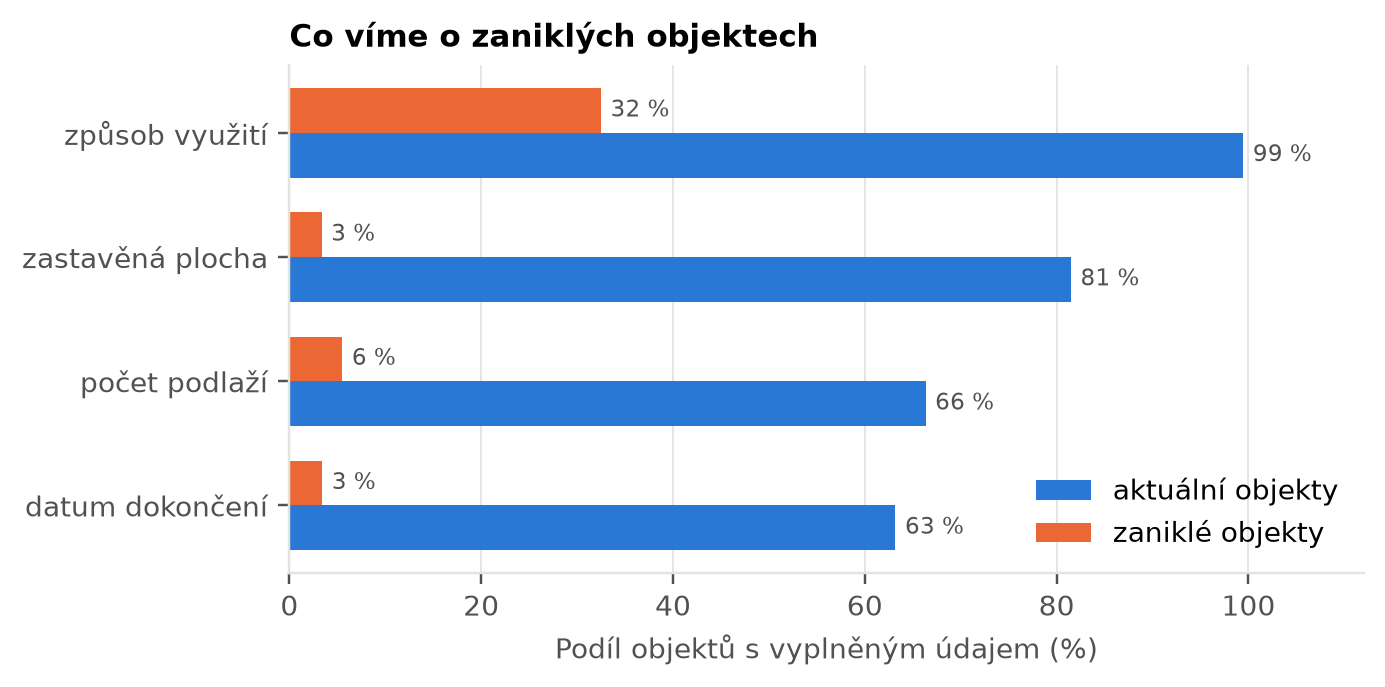 Co víme o zaniklých objektech
způsob využití
32 %
99 %
zastavěná plocha
3 %
81 %
počet podlaží
6 %
66 %
datum dokončení
3 %
63 %
aktuální objekty
zaniklé objekty
0 20 40 60 80 100
Podíl objektů s vyplněným údajem (%)